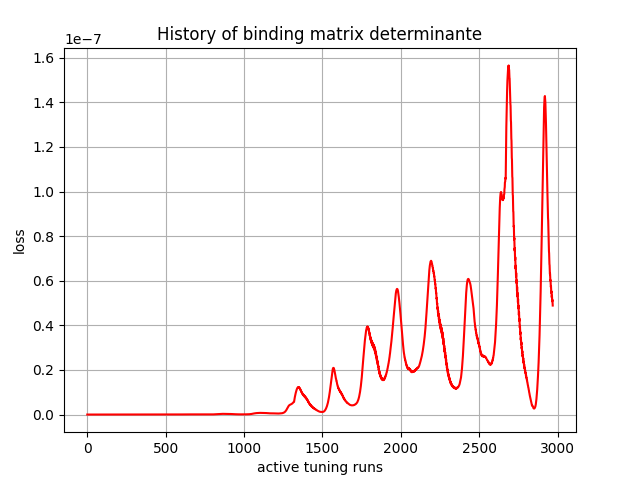 History of binding matrix determinante
1e−7
1.6
1.4
1.2
1.0
0.8
0.6
0.4
0.2
0.0
loss
0 500 1000 1500 2000 2500 3000
active tuning runs